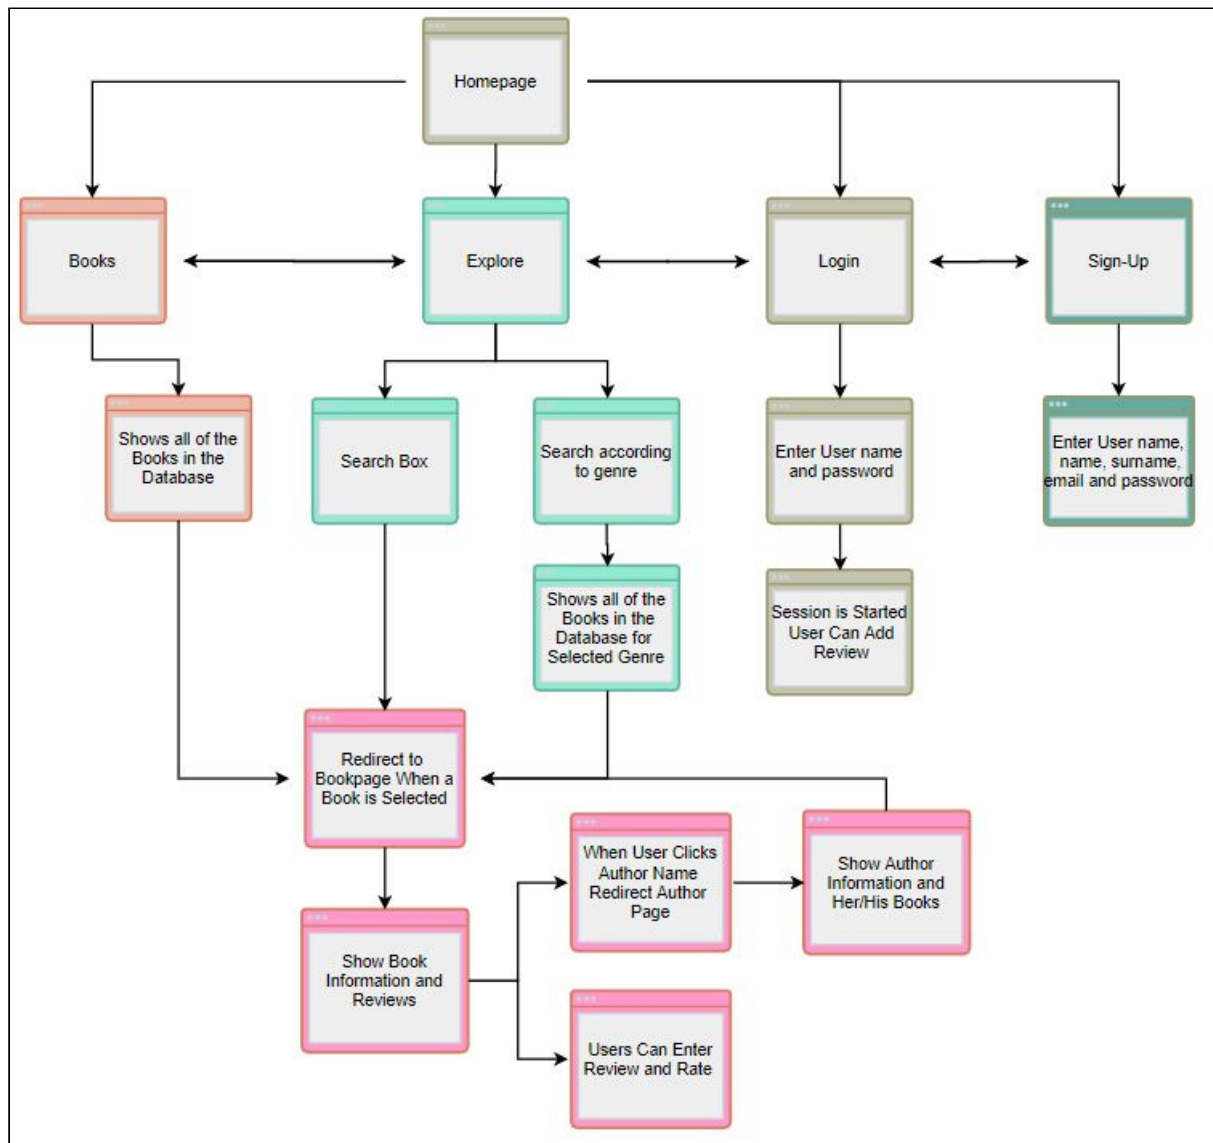 Homepage
Books
Explore
Login
Sign-Up
Shows all of the
Books in the
Database
Search Box
Search according
to genre
Enter User name
and password
Enter User name,
name, surname,
email and password
Shows all of the
Books in the
Database for
Selected Genre
Session is Started
User Can Add
Review
Redirect to
Bookpage When a
Book is Selected
When User Clicks
Author Name
Redirect Author
Page
Show Author
Information and
Her/His Books
Show Book
Information and
Reviews
Users Can Enter
Review and Rate